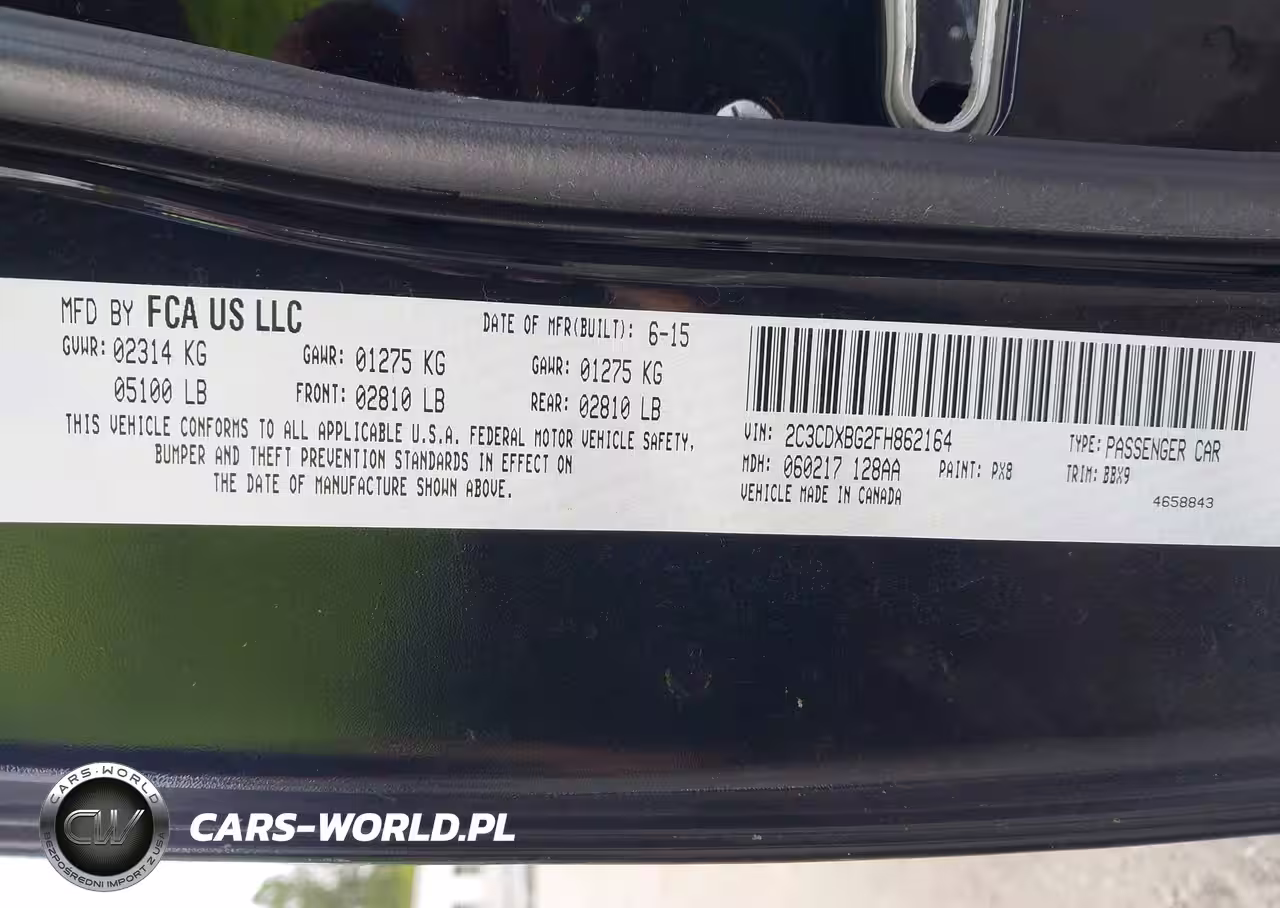 MFD BY FCA US LLC
DATE OF MFR(BUILT): 6-15
GVWR: 02314 KG
GAWR: 01275 KG
GAWR: 01275 KG
05100 LB
FRONT: 02810 LB
REAR: 02810 LB
THIS VEHICLE CONFORMS TO ALL APPLICABLE U.S.A. FEDERAL MOTOR VEHICLE SAFETY,
BUMPER AND THEFT PREVENTION STANDARDS IN EFFECT ON
THE DATE OF MANUFACTURE SHOWN ABOVE.
VIN: 2C3CDXBG2FH862164
TYPE: PASSENGER CAR
MDH: 060217 128AA
PAINT: PX8
TRIM: BBX9
VEHICLE MADE IN CANADA
4658843
CARS-WORLD
CW
BEZPOŚREDNI IMPORT Z USA
CARS-WORLD.PL